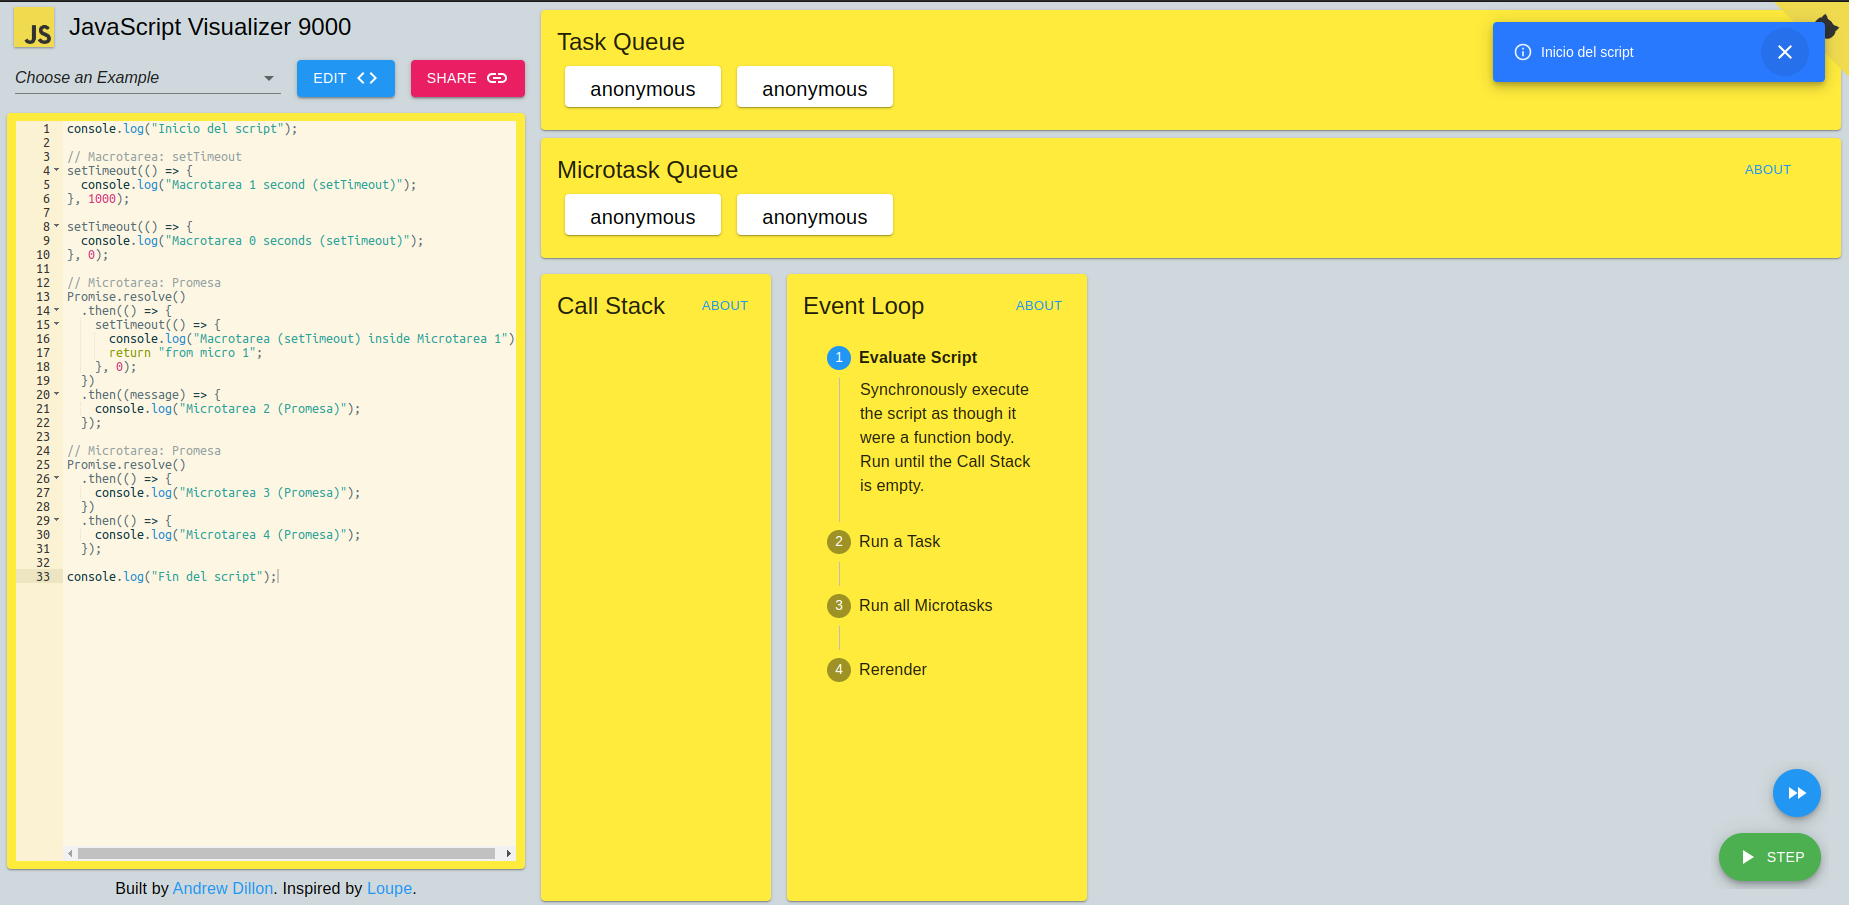 JS
JavaScript Visualizer 9000
Choose an Example
EDIT
SHARE
1 console.log("Inicio del script");
2
3 // Macrotarea: setTimeout
4 setTimeout(() => {
5   console.log("Macrotarea 1 second (setTimeout)");
6 }, 1000);
7
8 setTimeout(() => {
9   console.log("Macrotarea 0 seconds (setTimeout)");
10 }, 0);
11
12 // Microtarea: Promesa
13 Promise.resolve()
14   .then(() => {
15     setTimeout(() => {
16       console.log("Macrotarea (setTimeout) inside Microtarea 1")
17       return "from micro 1";
18     }, 0);
19   })
20   .then((message) => {
21     console.log("Microtarea 2 (Promesa)");
22   });
23
24 // Microtarea: Promesa
25 Promise.resolve()
26   .then(() => {
27     console.log("Microtarea 3 (Promesa)");
28   })
29   .then(() => {
30     console.log("Microtarea 4 (Promesa)");
31   });
32
33 console.log("Fin del script");
Built by Andrew Dillon. Inspired by Loupe.
Task Queue
anonymous anonymous
Inicio del script
Microtask Queue
ABOUT
anonymous anonymous
Call Stack
ABOUT
Event Loop
ABOUT
1 Evaluate Script
Synchronously execute
the script as though it
were a function body.
Run until the Call Stack
is empty.
2 Run a Task
3 Run all Microtasks
4 Rerender
STEP